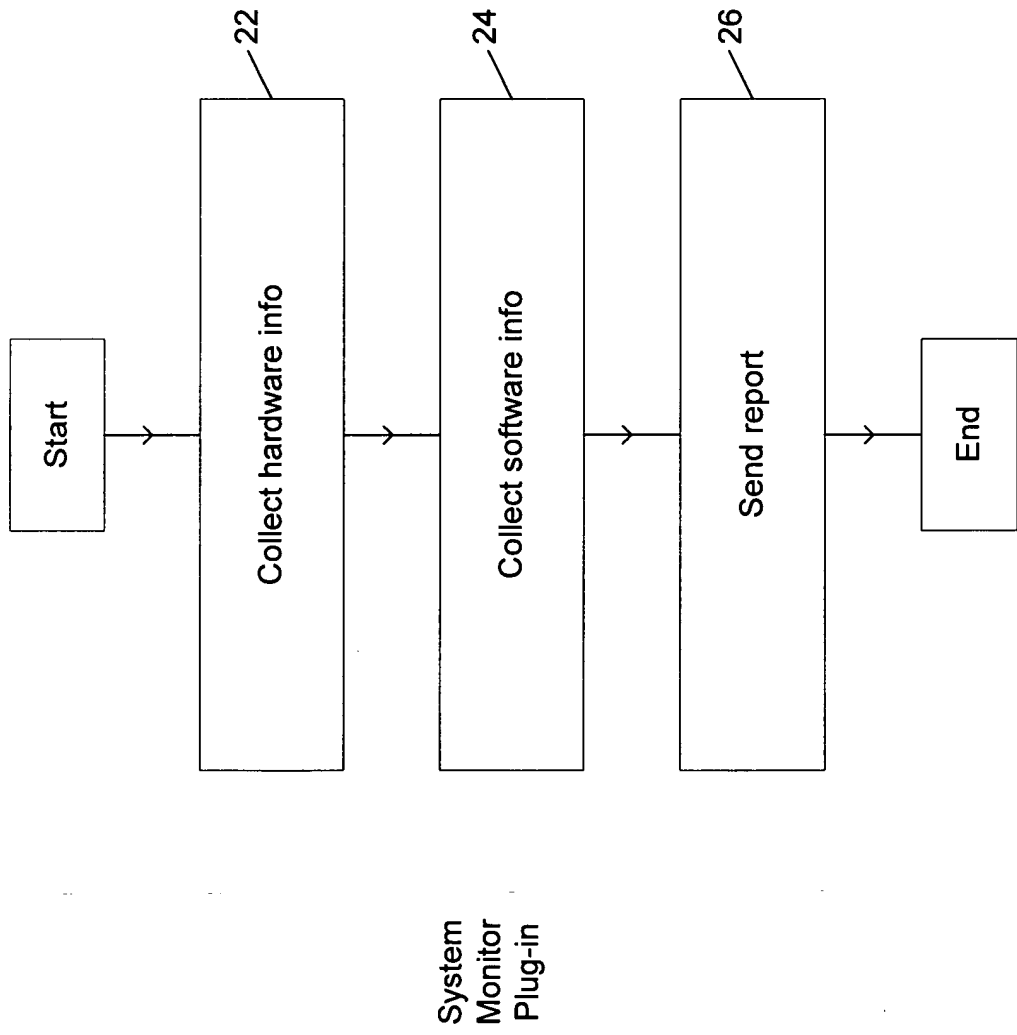 Start
22
Collect hardware info
24
Collect software info
26
Send report
End
System
Monitor
Plug-in